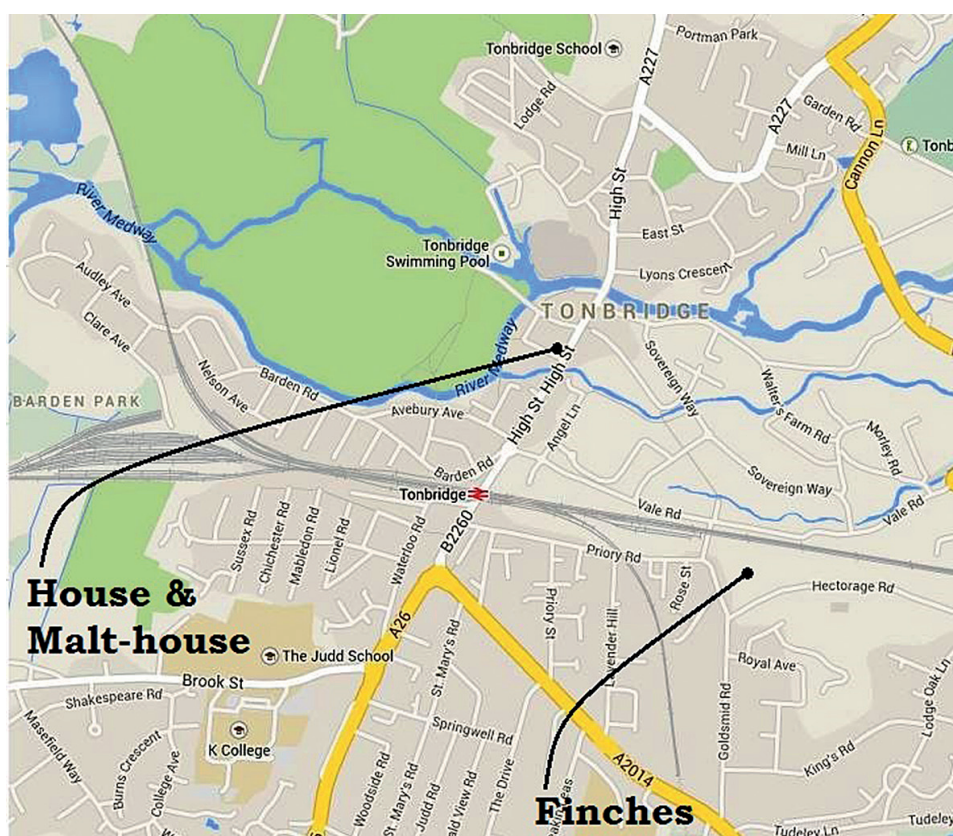 Portman Park
Tonbridge School
A227
Lodge Rd
A227
Garden Rd
Mill Ln
Cannon Ln
Tonb
River Medway
High St
East St
Tonbridge
Swimming Pool
Lyons Crescent
Audley Ave
TONBRIDGE
Clare Ave
River Medway
High St
Sovereign Way
Nelson Ave
Barden Rd
Walter's Farm Rd
BARDEN PARK
Avebury Ave
High St
Angel Ln
Morley Rd
Barden Rd
Sovereign Way
Tonbridge
Vale Rd
Vale Rd
Sussex Rd
Chichester Rd
Mabledon Rd
Lionel Rd
Waterloo Rd
B2260
Priory Rd
Rose St
Hectorage Rd
House &
Malt-house
Priory St
Lavender Hill
A26
St. Mary's Rd
The Judd School
Royal Ave
Brook St
Shakespeare Rd
Lodge Oak Ln
Masefield Way
Burns Crescent
College Ave
K College
Springwell Rd
Goldsmid Rd
King's Rd
Woodside Rd
St. Mary's Rd
Judd Rd
ald View Rd
The Drive
A2014
Finches
Tudeley Ln
Tudeley